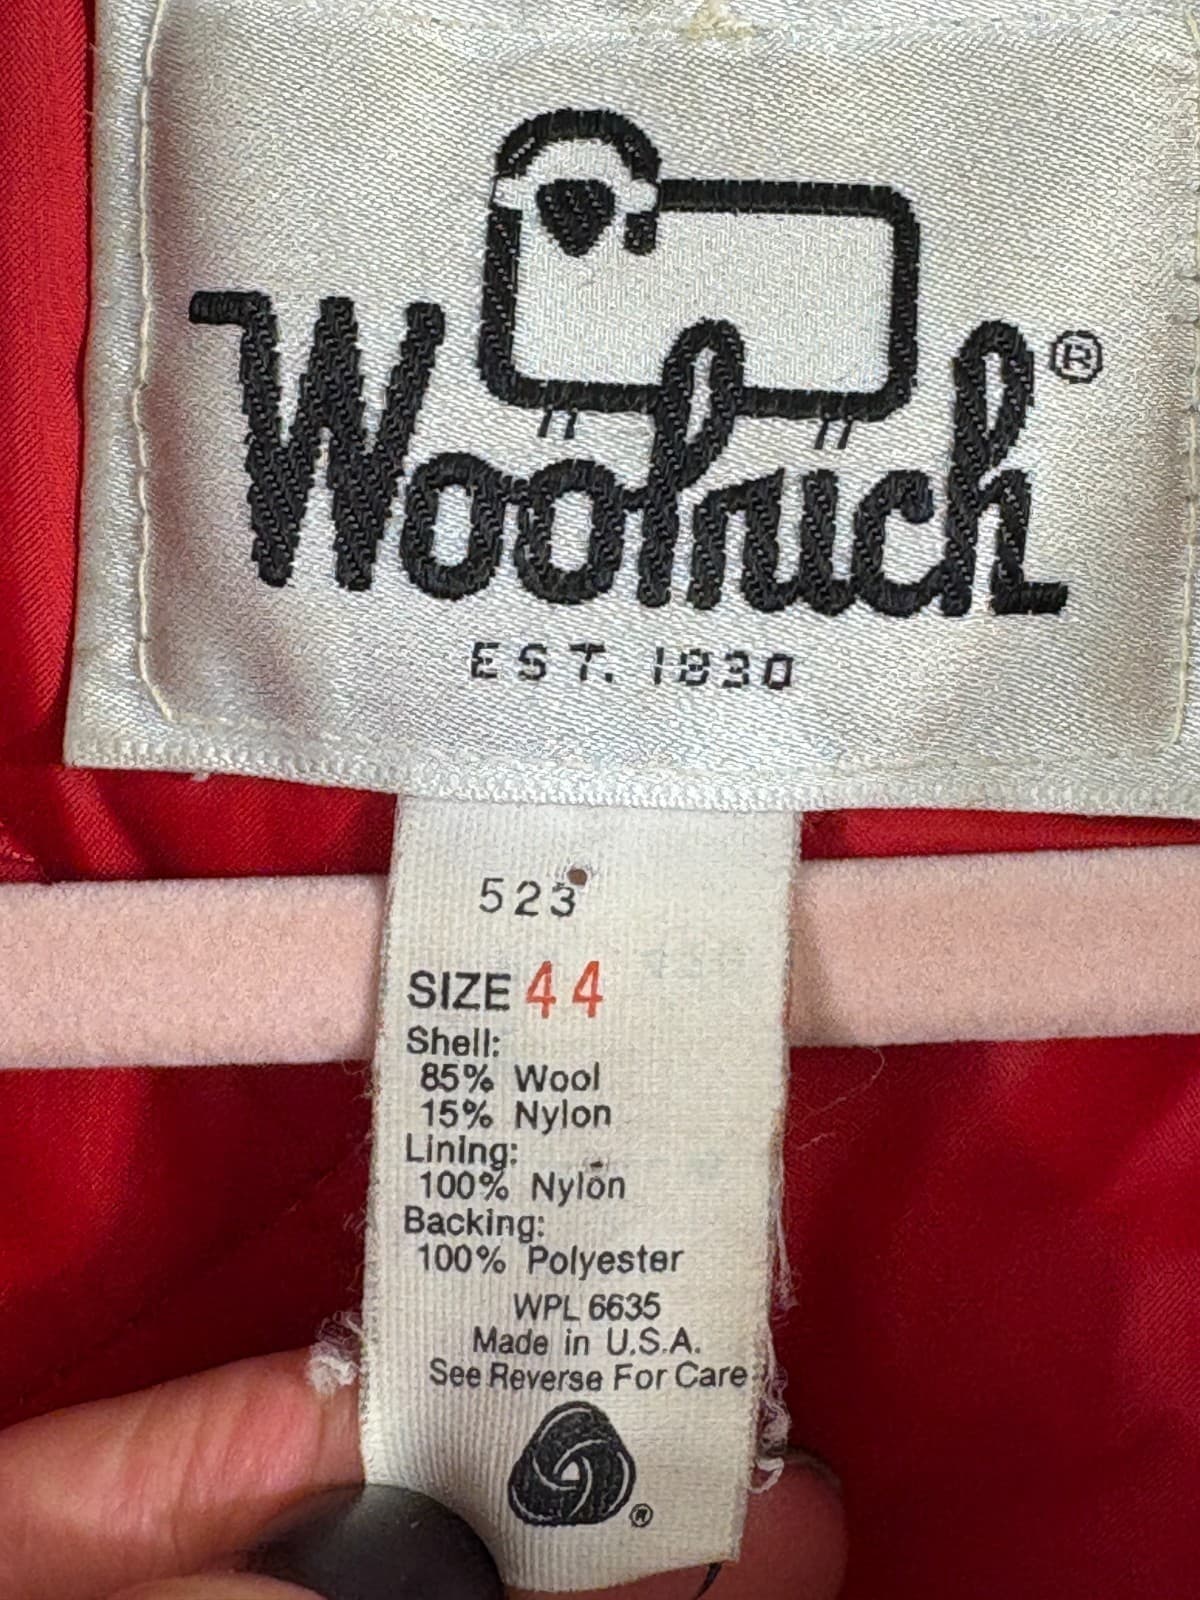 Woolrich®
EST. 1830
523
SIZE 44
Shell:
85% Wool
15% Nylon
Lining:
100% Nylon
Backing:
100% Polyester
WPL 6635
Made in U.S.A.
See Reverse For Care
®